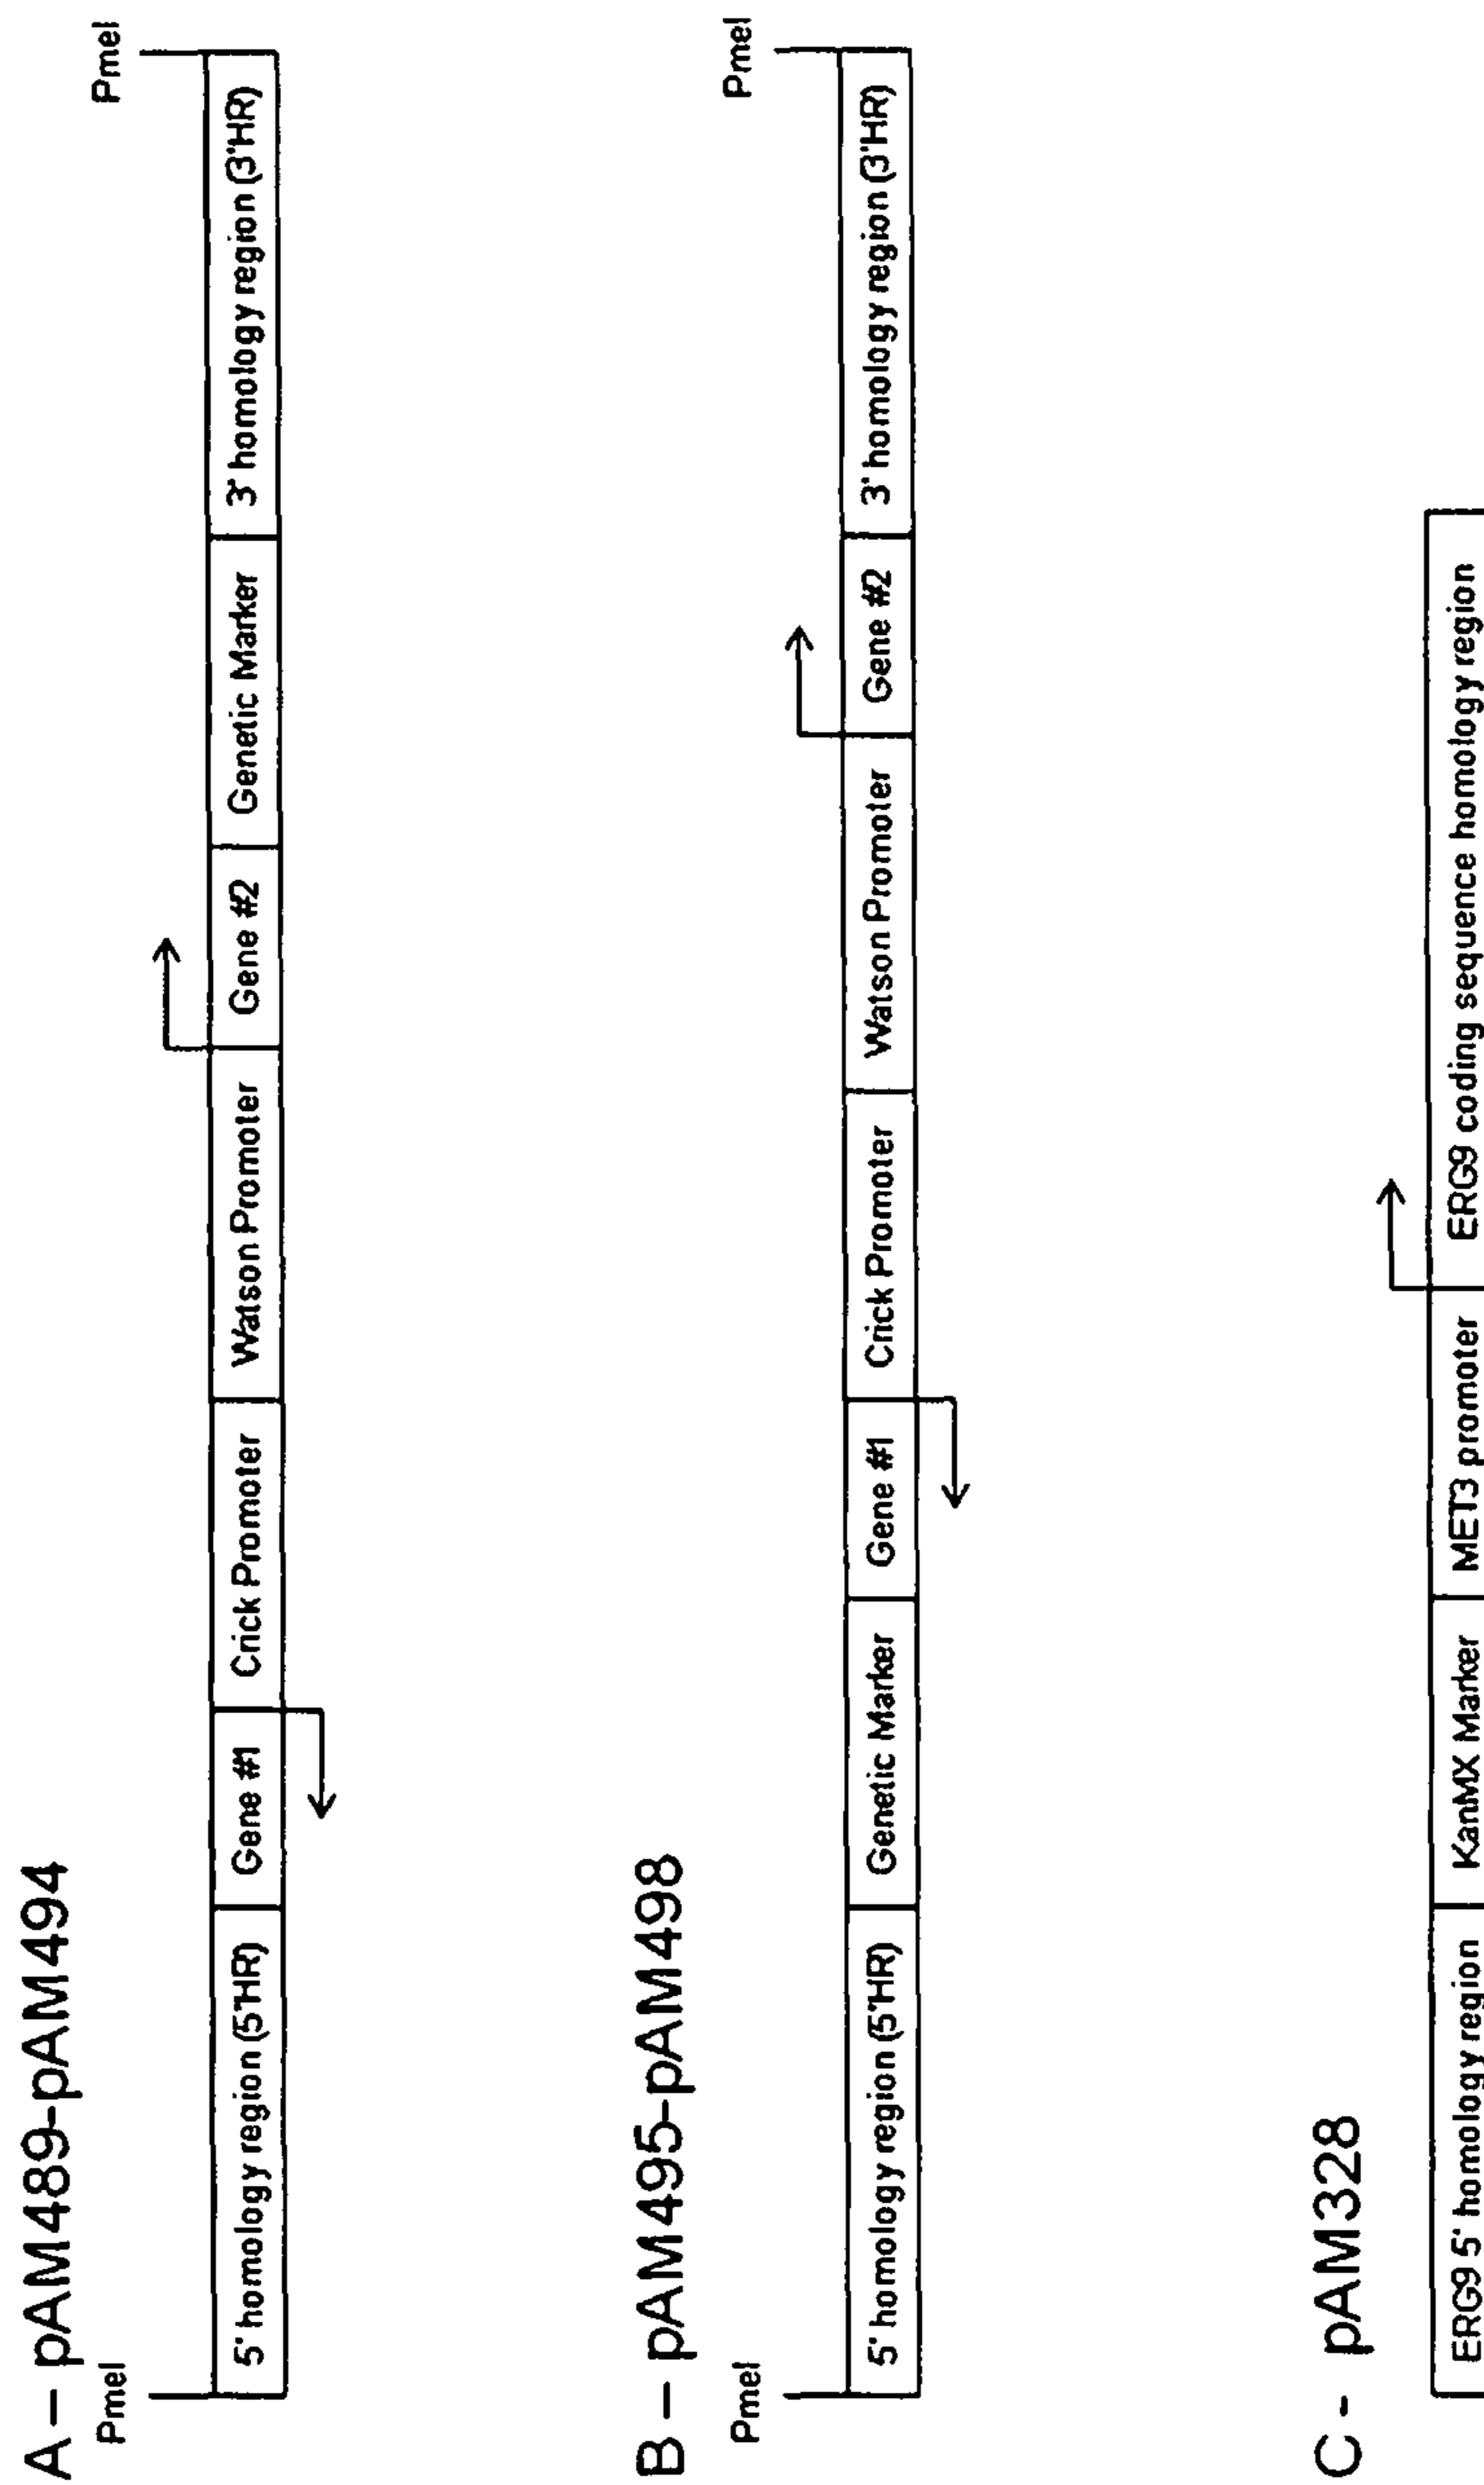 A – pAM489-pAM494
PmeI PmeI
5' homology region (5'HR) Gene #1 Crick Promoter Watson Promoter Gene #2 Genetic Marker 3' homology region (3'HR)
B – pAM495-pAM498
PmeI PmeI
5' homology region (5'HR) Genetic Marker Gene #1 Crick Promoter Watson Promoter Gene #2 3' homology region (3'HR)
C - pAM328
ERG9 5' homology region KanMX Marker MET3 promoter ERG9 coding sequence homology region